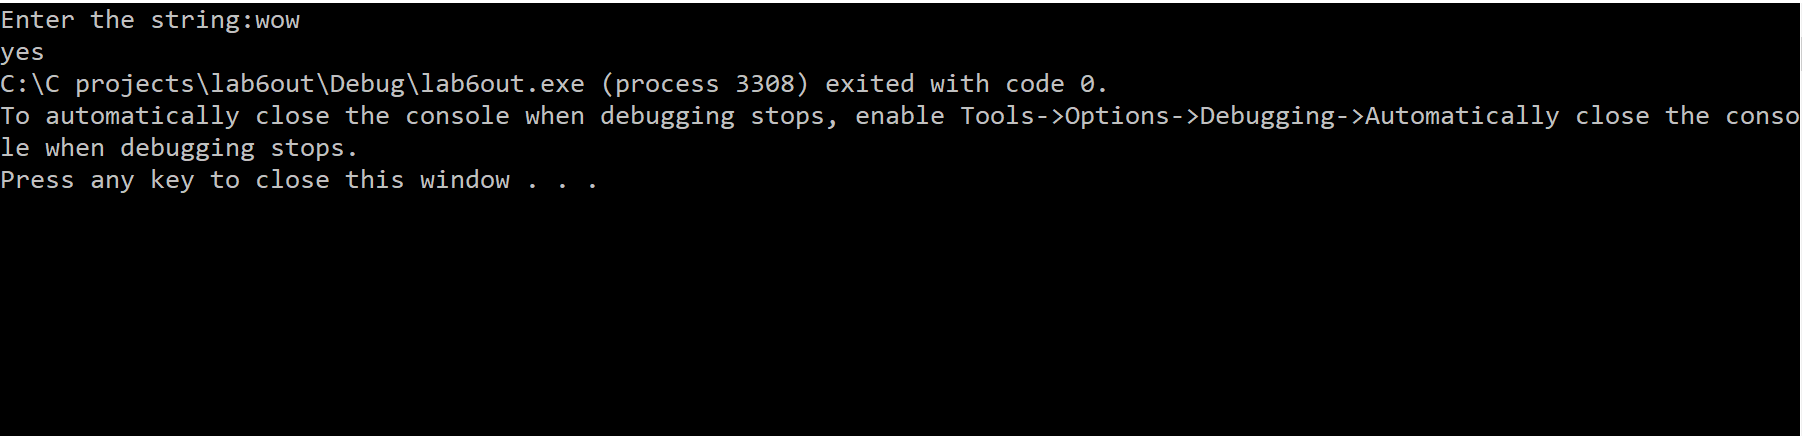 Enter the string:wow
yes
C:\C projects\lab6out\Debug\lab6out.exe (process 3308) exited with code 0.
To automatically close the console when debugging stops, enable Tools->Options->Debugging->Automatically close the conso
le when debugging stops.
Press any key to close this window . . .